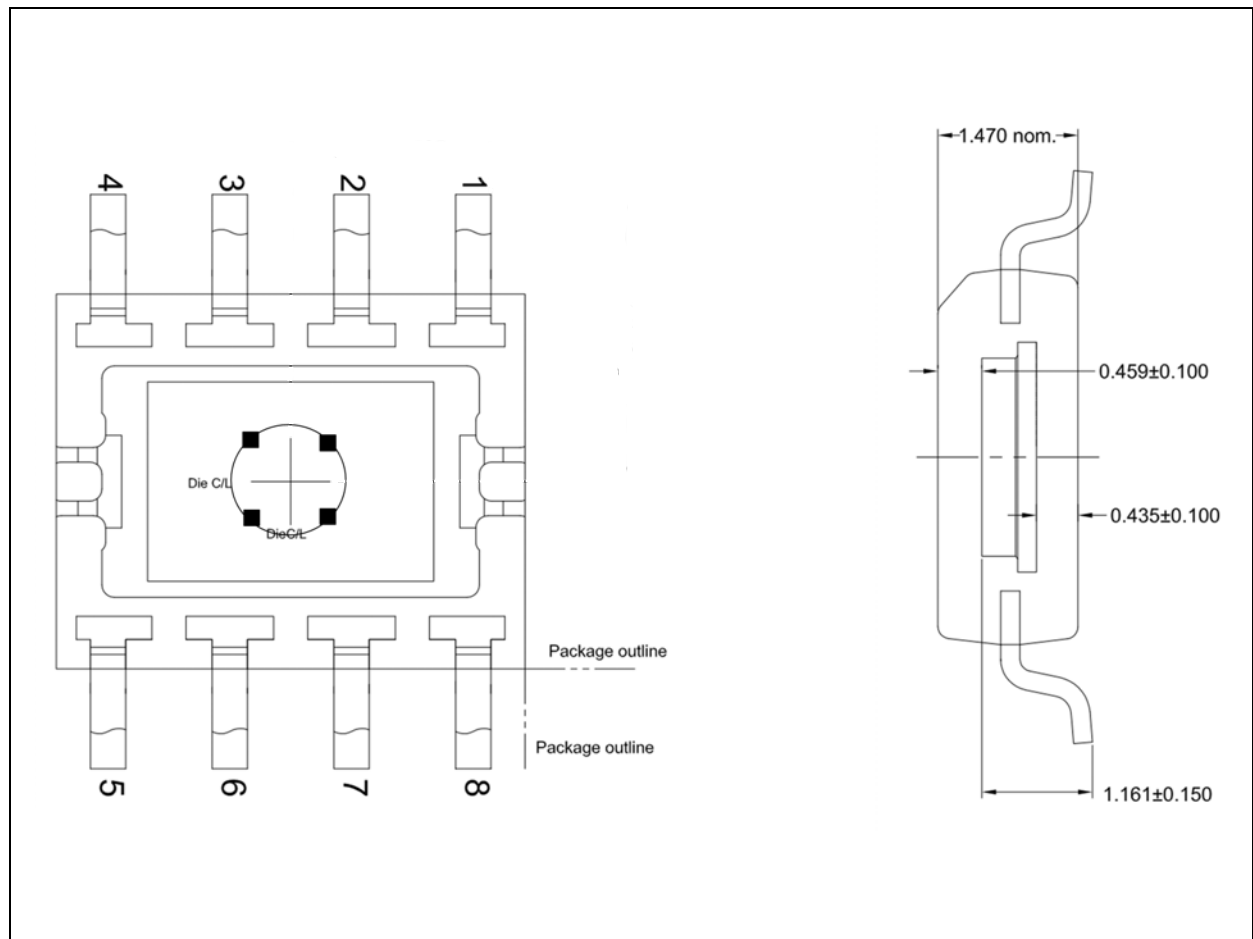 1.470 nom.
4 3 2 1
0.459±0.100
Die C/L
0.435±0.100
DieC/L
Package outline
Package outline
5 6 7 8
1.161±0.150